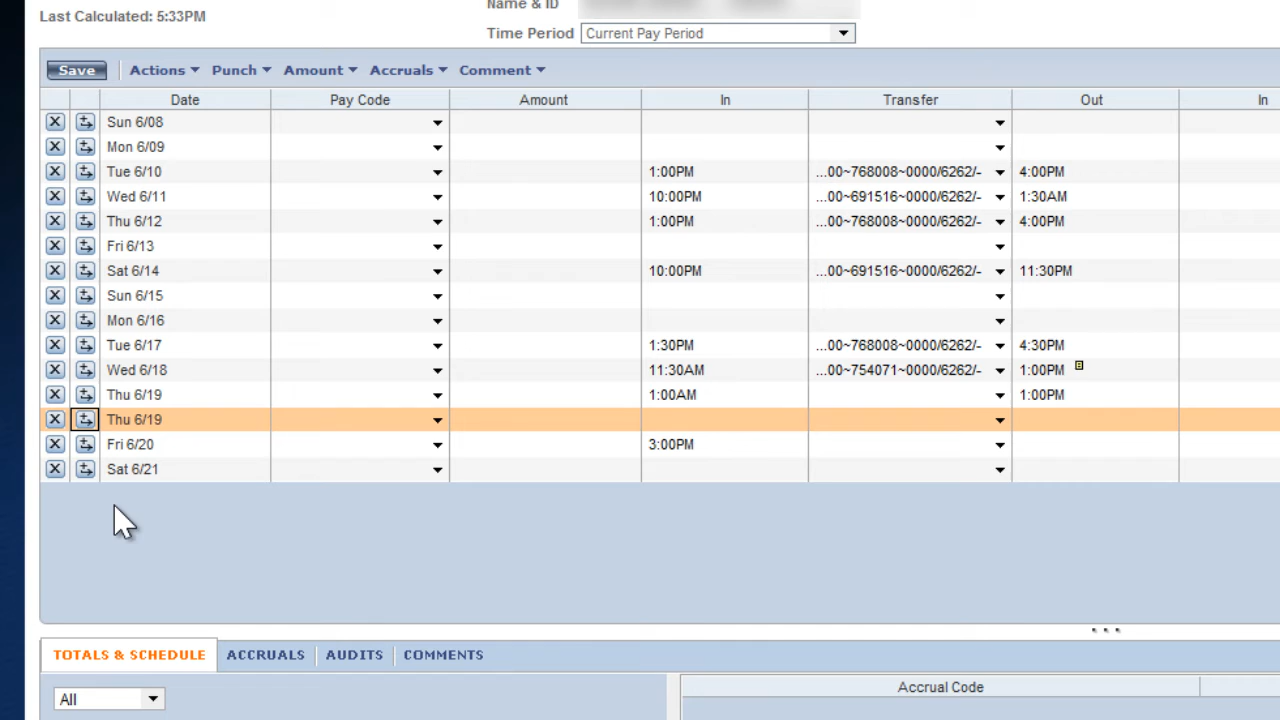 Last Calculated: 5:33PM
Name & ID
Time Period Current Pay Period
Save Actions Punch Amount Accruals Comment
Date Pay Code Amount In Transfer Out In
Sun 6/08
Mon 6/09
Tue 6/10 1:00PM ...00~768008~0000/6262/- 4:00PM
Wed 6/11 10:00PM ...00~691516~0000/6262/- 1:30AM
Thu 6/12 1:00PM ...00~768008~0000/6262/- 4:00PM
Fri 6/13
Sat 6/14 10:00PM ...00~691516~0000/6262/- 11:30PM
Sun 6/15
Mon 6/16
Tue 6/17 1:30PM ...00~768008~0000/6262/- 4:30PM
Wed 6/18 11:30AM ...00~754071~0000/6262/- 1:00PM
Thu 6/19 1:00AM 1:00PM
Thu 6/19
Fri 6/20 3:00PM
Sat 6/21
TOTALS & SCHEDULE ACCRUALS AUDITS COMMENTS
All
Accrual Code